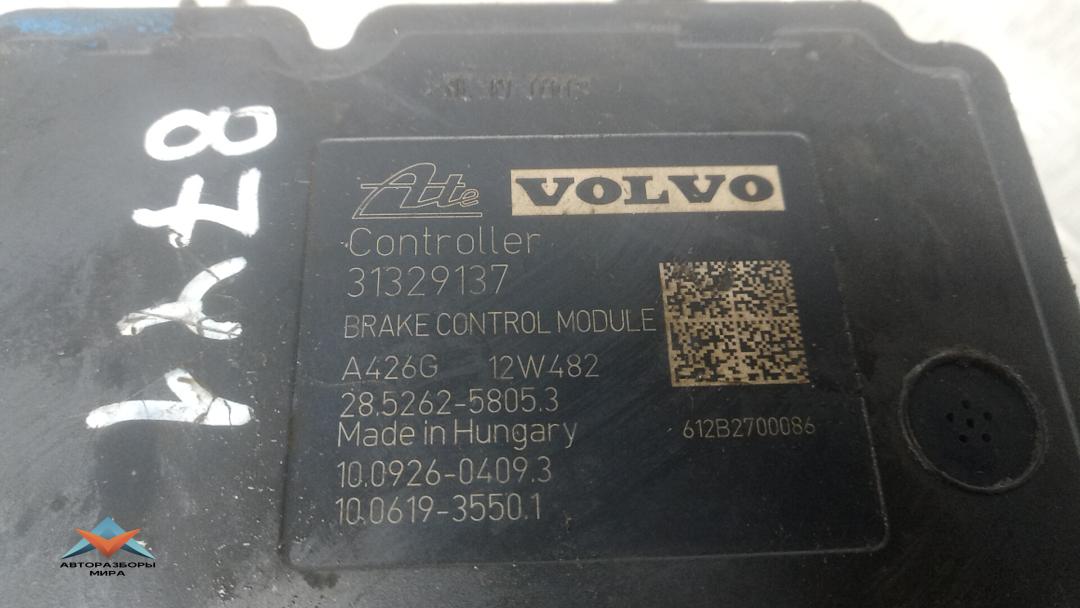 Ate VOLVO
Controller
31329137
BRAKE CONTROL MODULE
A426G 12W482
28.5262-5805.3
Made in Hungary
612B2700086
10.0926-0409.3
10.0619-3550.1
АВТОРАЗБОРЫ
МИРА